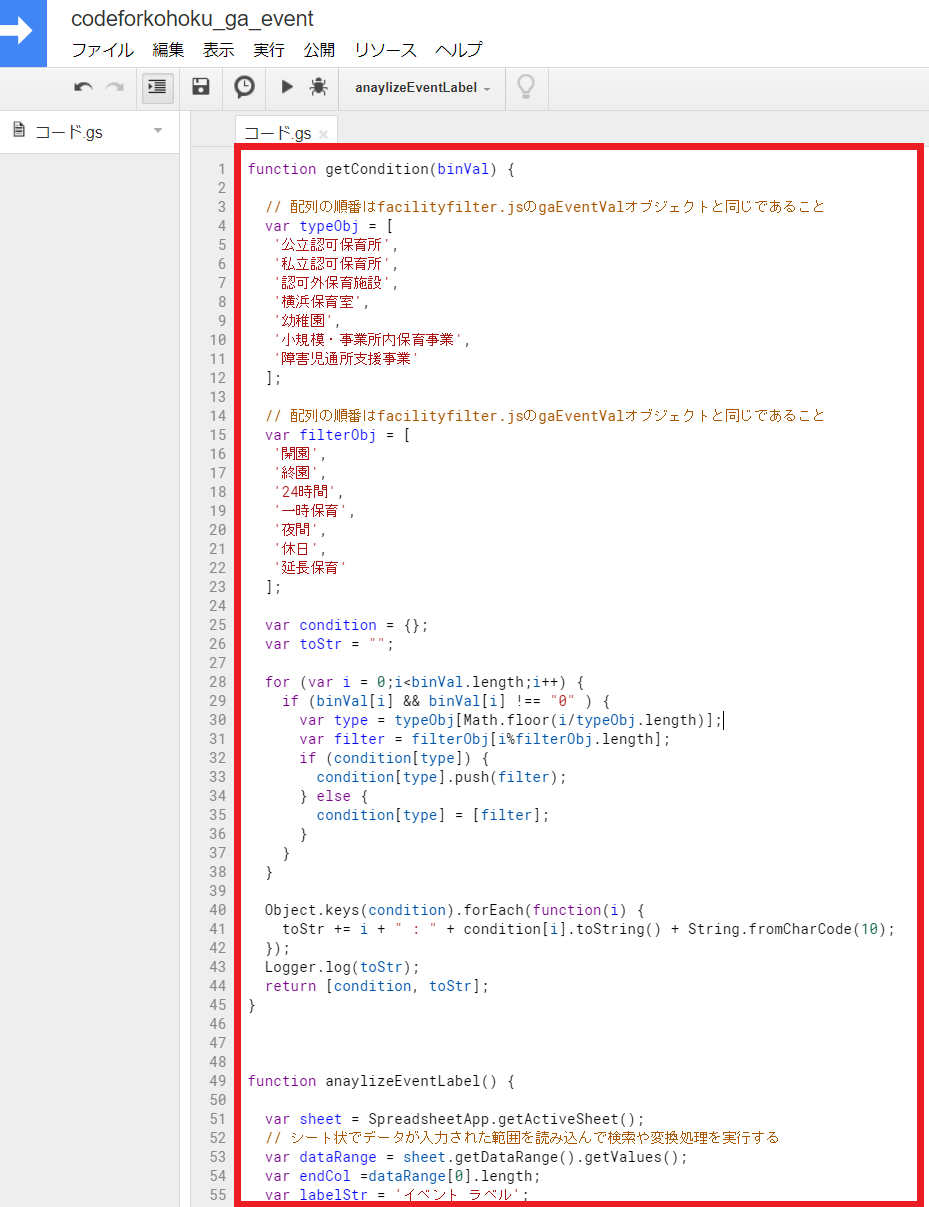 codeforkohoku_ga_event
ファイル 編集 表示 実行 公開 リソース ヘルプ
anaylizeEventLabel
コード.gs
コード.gs ×
1 function getCondition(binVal) {
2
3 // 配列の順番はfacilityfilter.jsのgaEventValオブジェクトと同じであること
4 var typeObj = [
5 '公立認可保育所',
6 '私立認可保育所',
7 '認可外保育施設',
8 '横浜保育室',
9 '幼稚園',
10 '小規模・事業所内保育事業',
11 '障害児通所支援事業'
12 ];
13
14 // 配列の順番はfacilityfilter.jsのgaEventValオブジェクトと同じであること
15 var filterObj = [
16 '開園',
17 '終園',
18 '24時間',
19 '一時保育',
20 '夜間',
21 '休日',
22 '延長保育'
23 ];
24
25 var condition = {};
26 var toStr = "";
27
28 for (var i = 0;i<binVal.length;i++) {
29 if (binVal[i] && binVal[i] !== "0" ) {
30 var type = typeObj[Math.floor(i/typeObj.length)];
31 var filter = filterObj[i%filterObj.length];
32 if (condition[type]) {
33 condition[type].push(filter);
34 } else {
35 condition[type] = [filter];
36 }
37 }
38 }
39
40 Object.keys(condition).forEach(function(i) {
41 toStr += i + " : " + condition[i].toString() + String.fromCharCode(10);
42 });
43 Logger.log(toStr);
44 return [condition, toStr];
45 }
46
47
48
49 function anaylizeEventLabel() {
50
51 var sheet = SpreadsheetApp.getActiveSheet();
52 // シート状でデータが入力された範囲を読み込んで検索や変換処理を実行する
53 var dataRange = sheet.getDataRange().getValues();
54 var endCol =dataRange[0].length;
55 var labelStr = 'イベント ラベル';